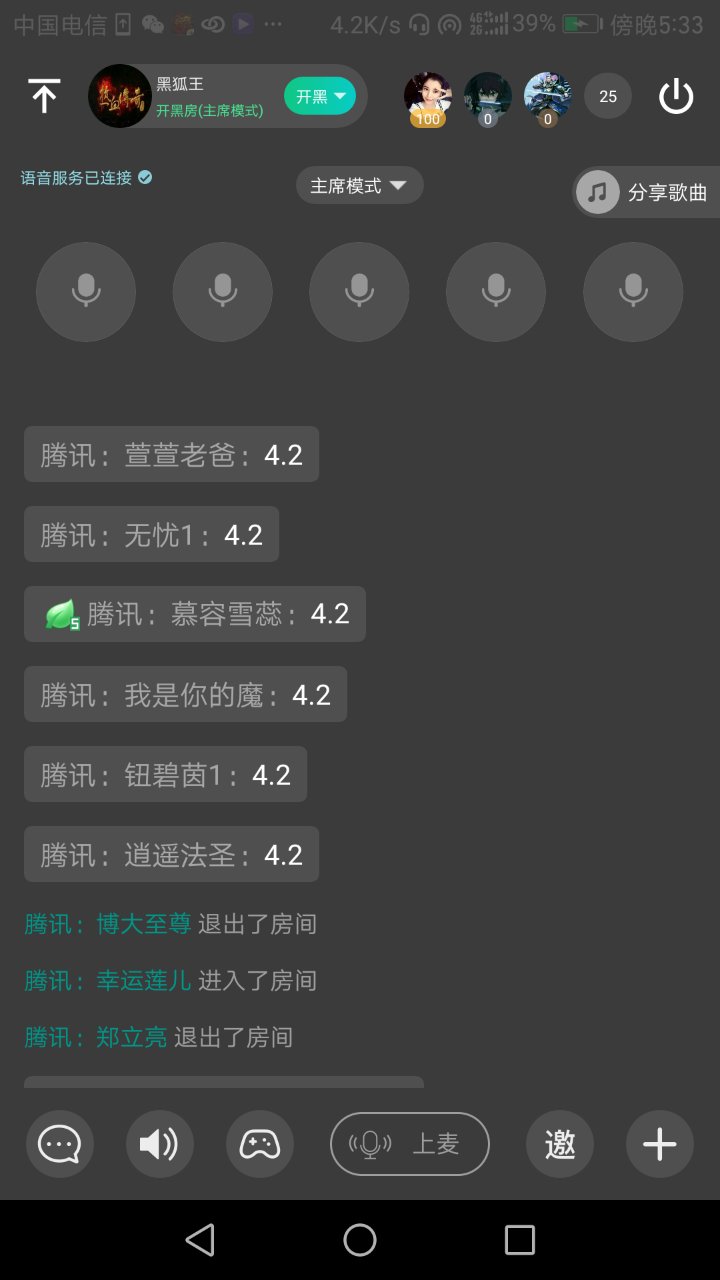 中国电信 4.2K/s 4G 2G 39% 傍晚5:33
黑狐王
开黑房(主席模式)
开黑
100
0
0
25
语音服务已连接
主席模式
分享歌曲
腾讯：萱萱老爸：4.2
腾讯：无忧1：4.2
5 腾讯：慕容雪蕊：4.2
腾讯：我是你的魔：4.2
腾讯：钮碧茵1：4.2
腾讯：逍遥法圣：4.2
腾讯：博大至尊 退出了房间
腾讯：幸运莲儿 进入了房间
腾讯：郑立亮 退出了房间
上麦
邀